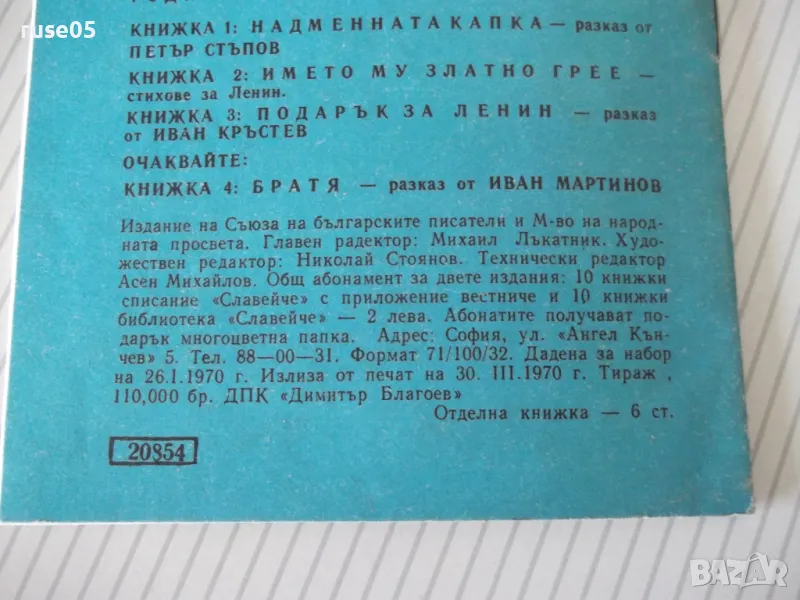 ruse05
КНИЖКА 1: НАДМЕННАТА КАПКА — разказ от
ПЕТЪР СТЪПОВ
КНИЖКА 2: ИМЕТО МУ ЗЛАТНО ГРЕЕ —
стихове за Ленин.
КНИЖКА 3: ПОДАРЪК ЗА ЛЕНИН — разказ
от ИВАН КРЪСТЕВ
ОЧАКВАЙТЕ:
КНИЖКА 4: БРАТЯ — разказ от ИВАН МАРТИНОВ
Издание на Съюза на българските писатели и М-во на народ-
ната просвета. Главен радектор: Михаил Лъкатник. Худо-
жествен редактор: Николай Стоянов. Технически редактор
Асен Михайлов. Общ абонамент за двете издания: 10 книжки
списание «Славейче» с приложение вестниче и 10 книжки
библиотека «Славейче» — 2 лева. Абонатите получават по-
дарък многоцветна папка. Адрес: София, ул. «Ангел Кън-
чев» 5. Тел. 88—00—31. Формат 71/100/32. Дадена за набор
на 26.I.1970 г. Излиза от печат на 30. III.1970 г. Тираж ,
110,000 бр. ДПК «Димитър Благоев»
Отделна книжка — 6 ст.
20854
BAZAR